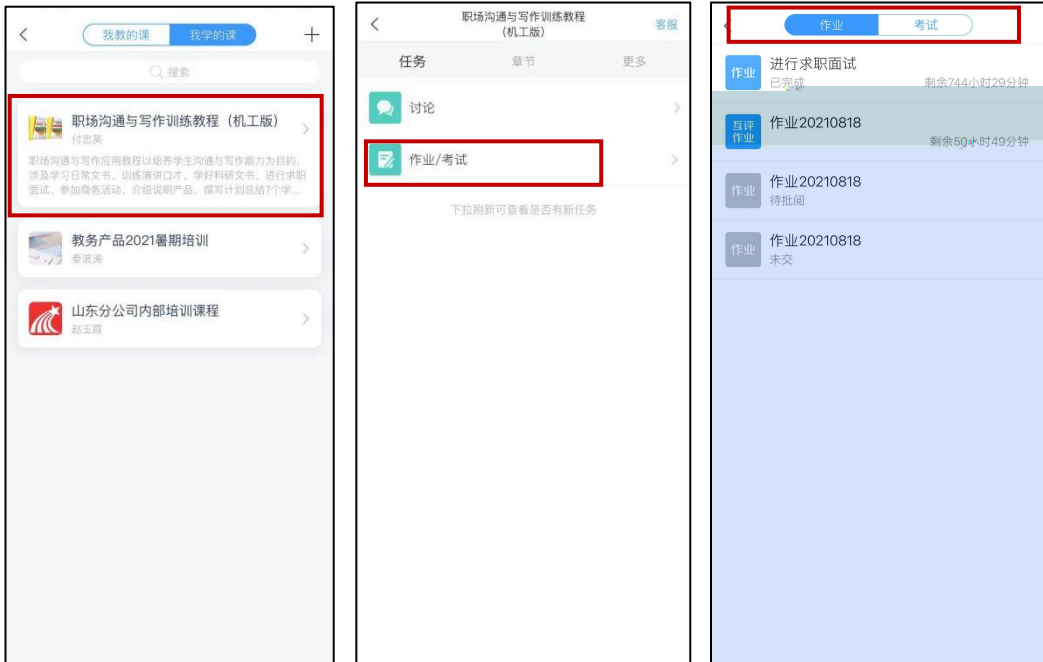 我教的课 我学的课
搜索
职场沟通与写作训练教程（机工版）
付忠英
职场沟通与写作应用教程以培养学生沟通与写作能力为目的，
涉及学习日常文书、训练演讲口才、学好科研文书、进行求职
面试、参加商务活动、介绍说明产品、撰写计划总结7个学...
教务产品2021暑期培训
秦波涛
山东分公司内部培训课程
赵玉霞
职场沟通与写作训练教程
（机工版）
客服
任务 章节 更多
讨论
作业/考试
下拉刷新可查看是否有新任务
作业 考试
作业
进行求职面试
已完成 剩余744小时29分钟
互评
作业
作业20210818
剩余50小时49分钟
作业
作业20210818
待批阅
作业
作业20210818
未交